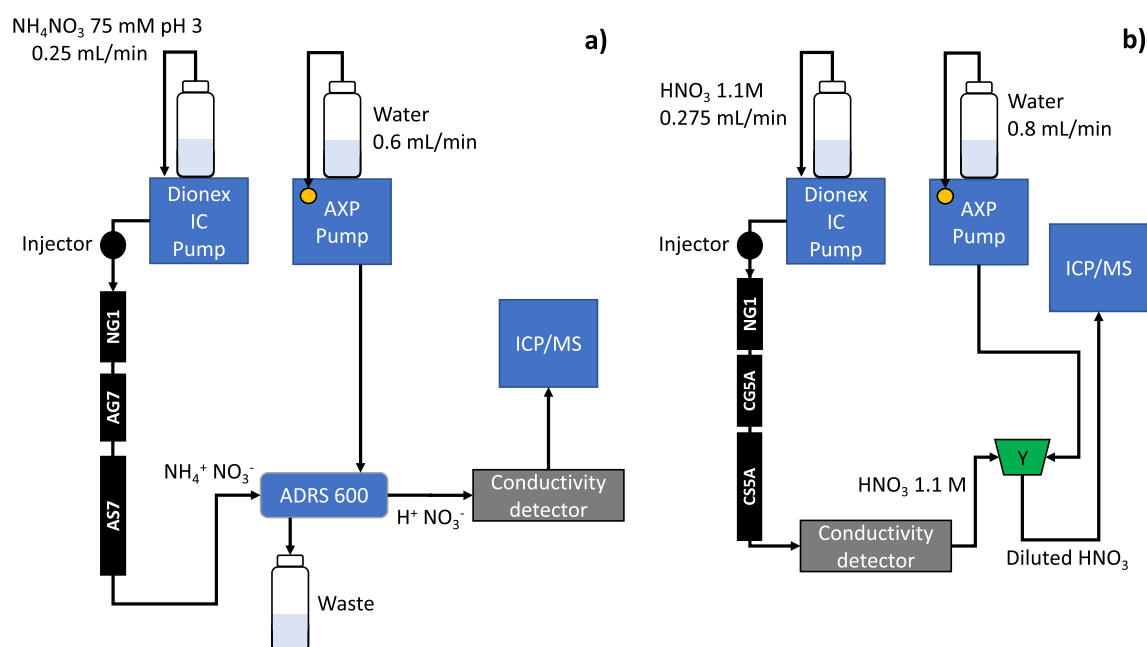 NH₄NO₃ 75 mM pH 3
0.25 mL/min
a)
Water
0.6 mL/min
Dionex
IC
Pump
AXP
Pump
Injector
NG1
AG7
AS7
ICP/MS
NH₄⁺ NO₃⁻
ADRS 600
H⁺ NO₃⁻
Conductivity
detector
Waste
b)
HNO₃ 1.1M
0.275 mL/min
Water
0.8 mL/min
Dionex
IC
Pump
AXP
Pump
Injector
ICP/MS
NG1
CG5A
CS5A
Y
HNO₃ 1.1 M
Conductivity
detector
Diluted HNO₃